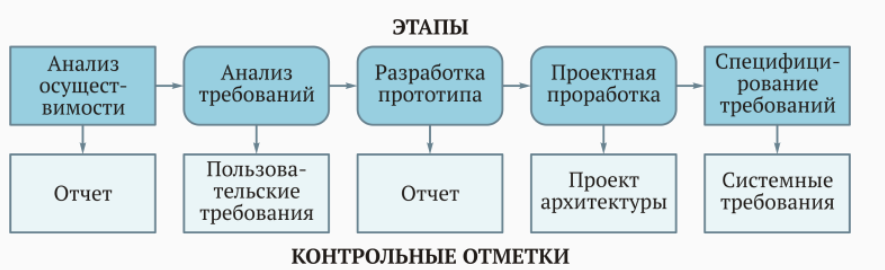 ЭТАПЫ
Анализ
осущест-
вимости
Анализ
требований
Разработка
прототипа
Проектная
проработка
Специфици-
рование
требований
Отчет
Пользова-
тельские
требования
Отчет
Проект
архитектуры
Системные
требования
КОНТРОЛЬНЫЕ ОТМЕТКИ